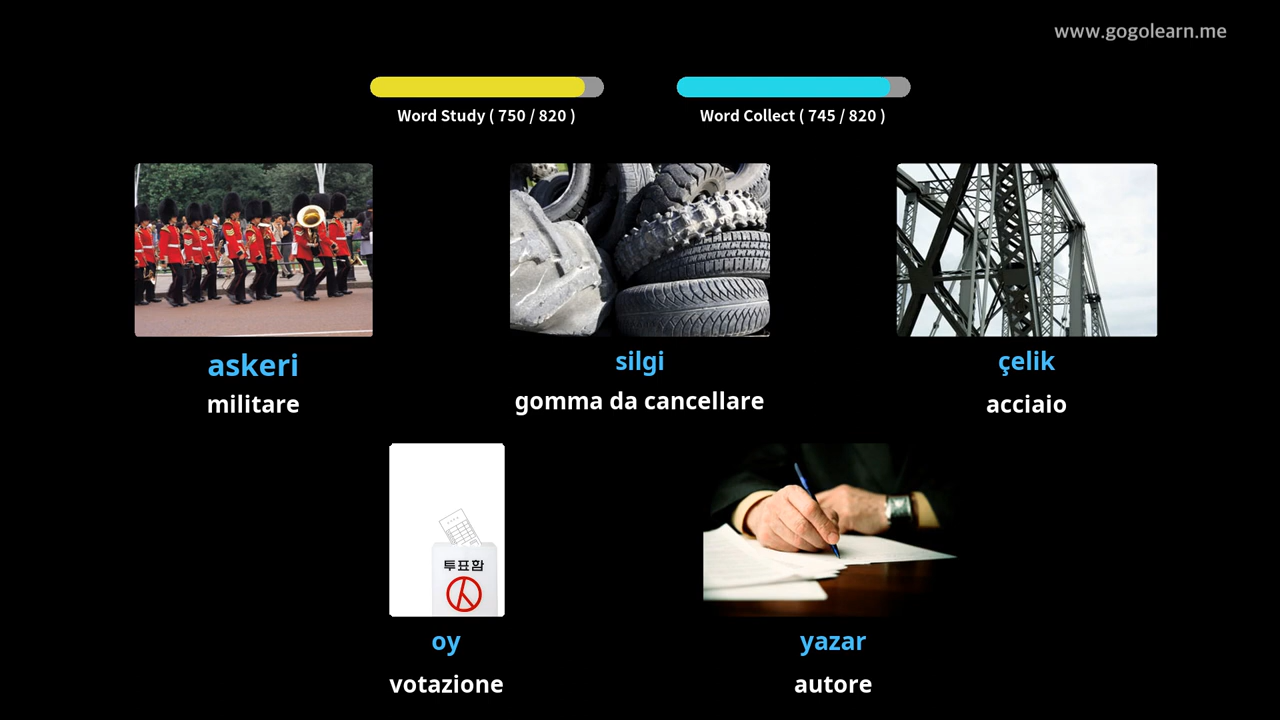 www.gogolearn.me
Word Study ( 750 / 820 )
Word Collect ( 745 / 820 )
askeri
militare
silgi
gomma da cancellare
çelik
acciaio
투표함
oy
votazione
yazar
autore